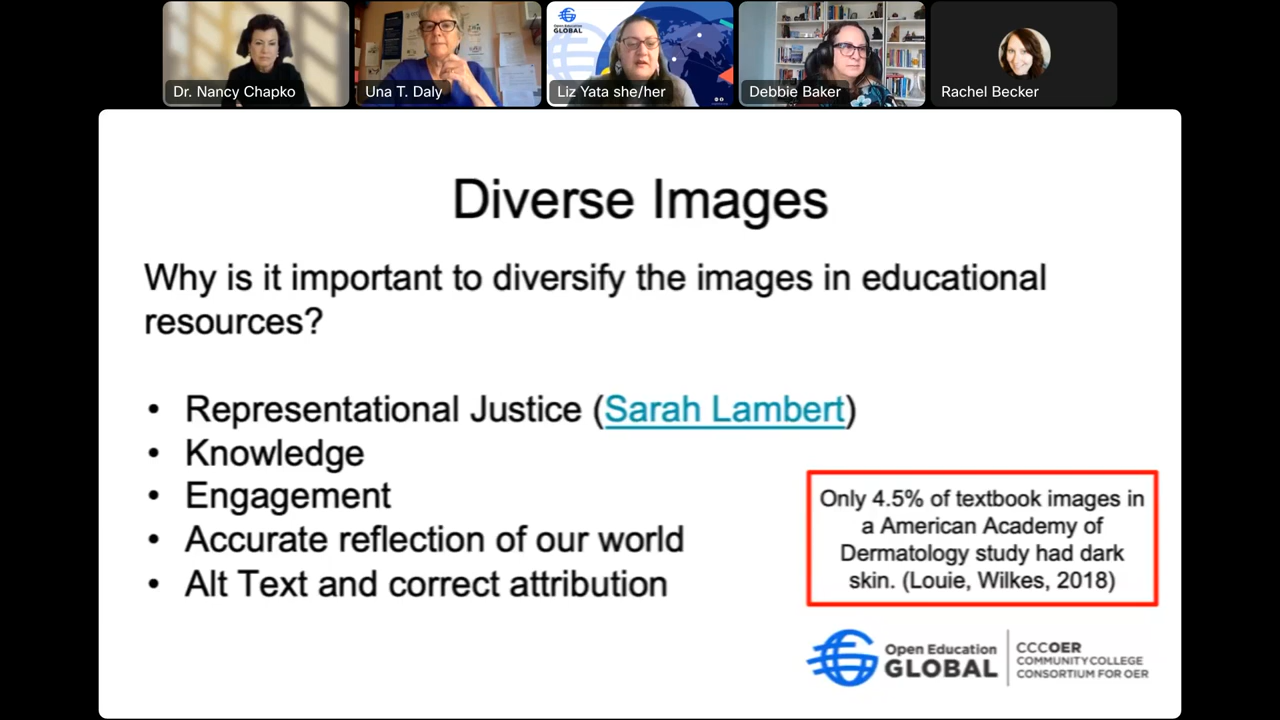 Open Education
GLOBAL
Dr. Nancy Chapko
Una T. Daly
Liz Yata she/her
Debbie Baker
Rachel Becker
Diverse Images
Why is it important to diversify the images in educational
resources?
• Representational Justice (Sarah Lambert)
• Knowledge
• Engagement
• Accurate reflection of our world
• Alt Text and correct attribution
Only 4.5% of textbook images in
a American Academy of
Dermatology study had dark
skin. (Louie, Wilkes, 2018)
Open Education
GLOBAL
CCCOER
COMMUNITY COLLEGE
CONSORTIUM FOR OER